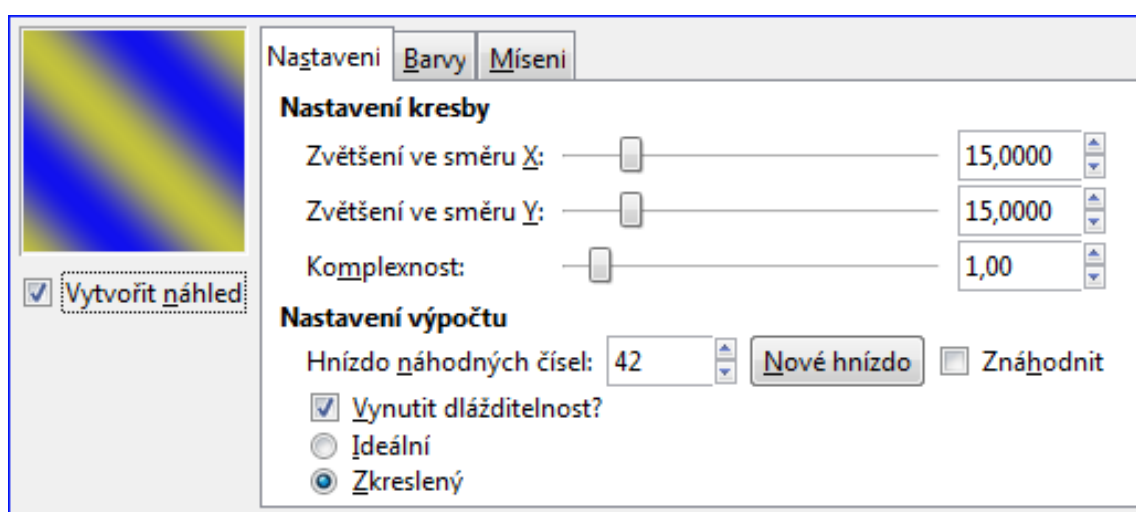 Nastaveni Barvy Míseni
Nastavení kresby
Zvětšení ve směru X: 15,0000
Zvětšení ve směru Y: 15,0000
Komplexnost: 1,00
Vytvořit náhled
Nastavení výpočtu
Hnízdo náhodných čísel: 42 Nové hnízdo Znáhodnit
Vynutit dlážditelnost?
Ideální
Zkreslený